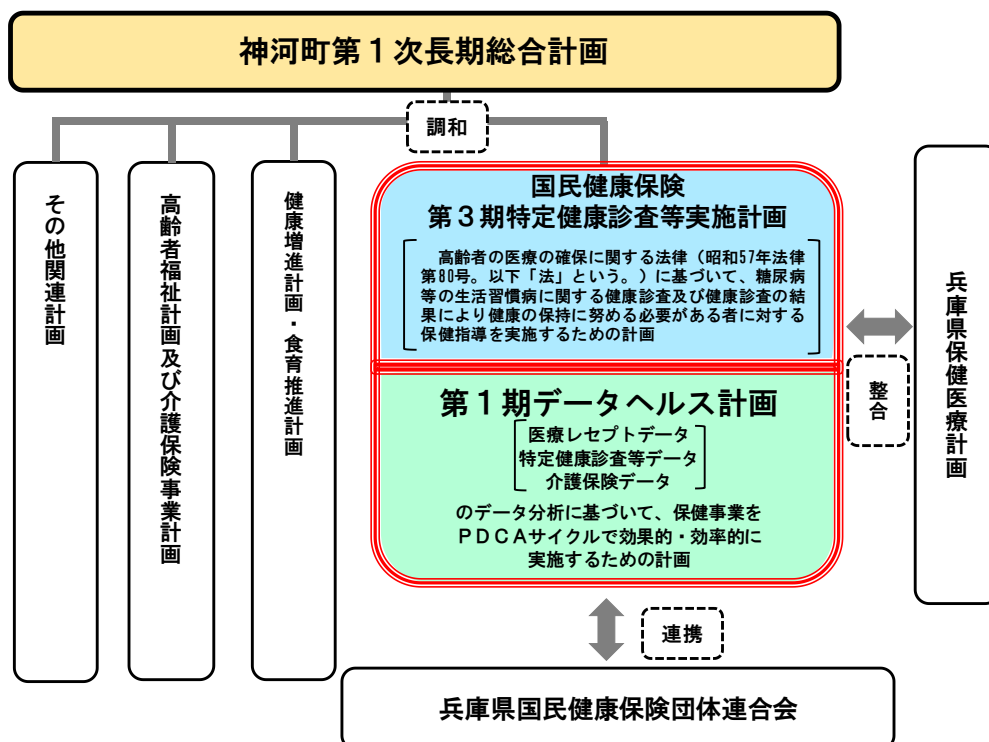 神河町第１次長期総合計画
調和
その他関連計画
高齢者福祉計画及び介護保険事業計画
健康増進計画・食育推進計画
国民健康保険
第３期特定健康診査等実施計画
高齢者の医療の確保に関する法律（昭和57年法律
第80号。以下「法」という。）に基づいて、糖尿病
等の生活習慣病に関する健康診査及び健康診査の結
果により健康の保持に努める必要がある者に対する
保健指導を実施するための計画
第１期データヘルス計画
医療レセプトデータ
特定健康診査等データ
介護保険データ
のデータ分析に基づいて、保健事業を
ＰＤＣＡサイクルで効果的・効率的に
実施するための計画
整合
兵庫県保健医療計画
連携
兵庫県国民健康保険団体連合会